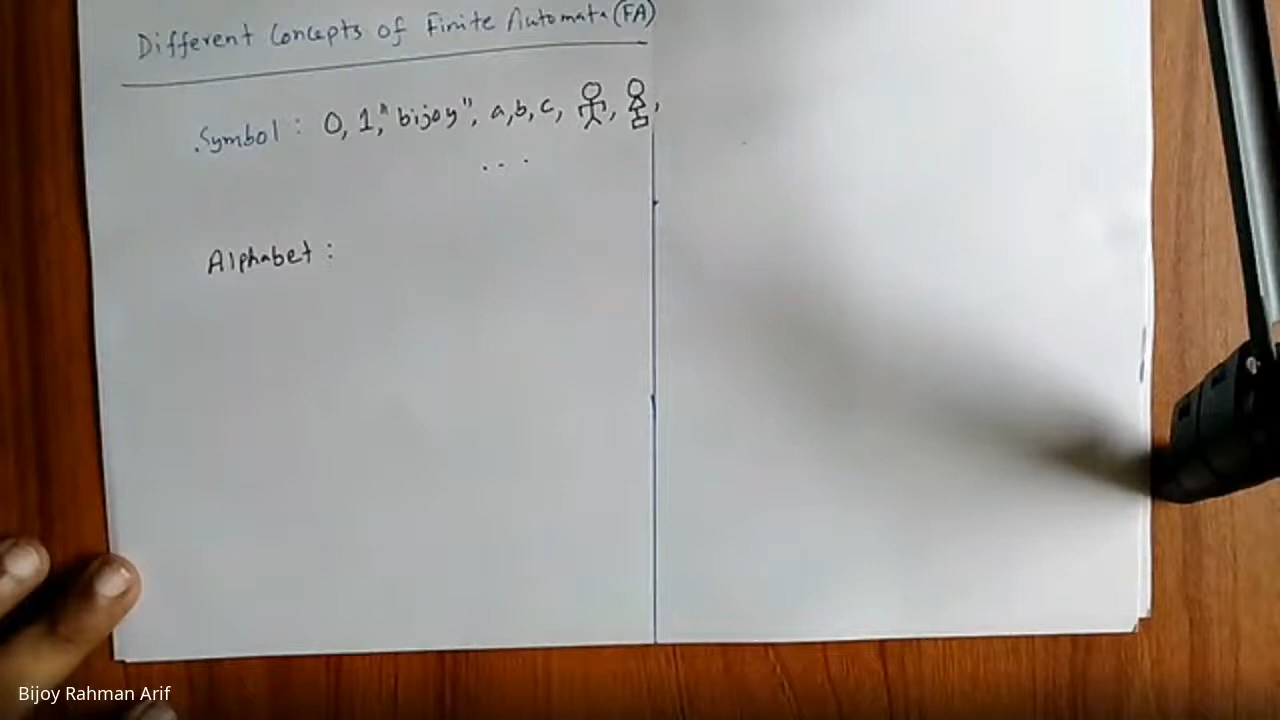 Different Concepts of Finite Automata (FA)
Symbol : 0, 1, "bijoy", a, b, c, , ,
. . .
Alphabet :
Bijoy Rahman Arif